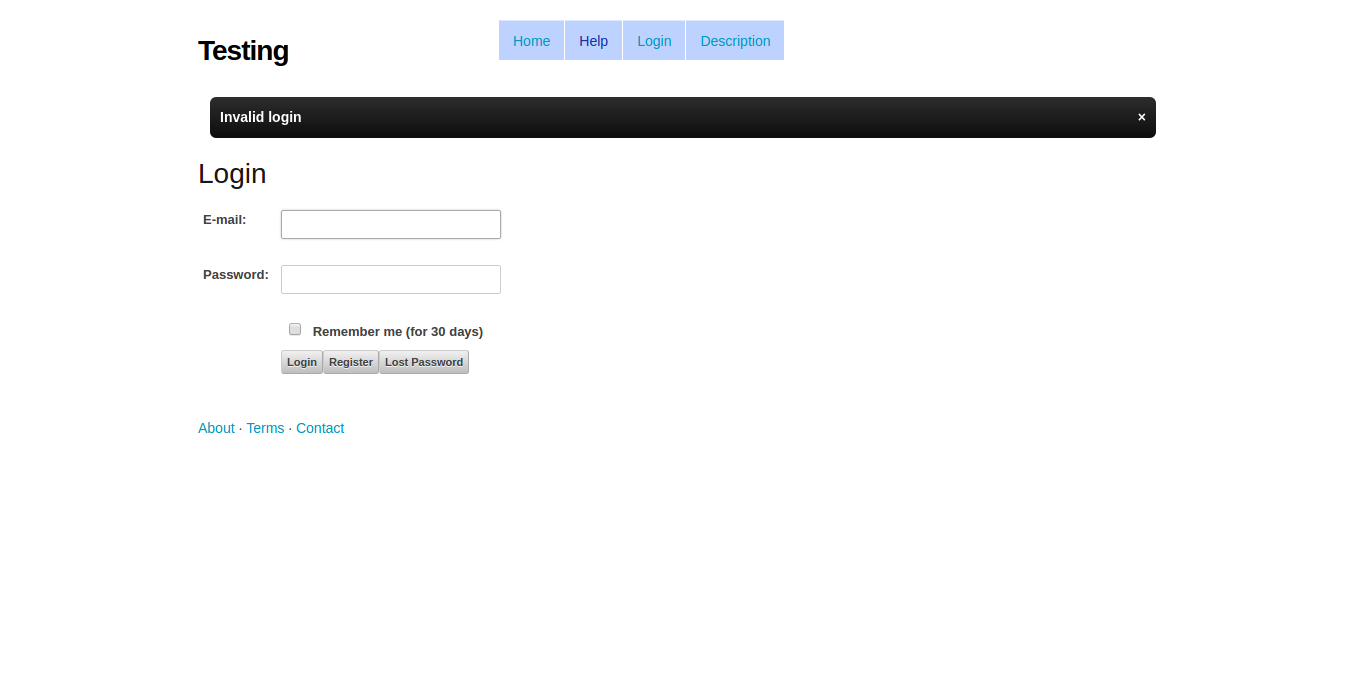 Testing
Home Help Login Description
Invalid login ×
Login
E-mail:
Password:
Remember me (for 30 days)
Login Register Lost Password
About · Terms · Contact